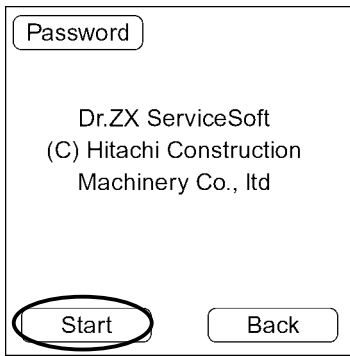 Password
Dr.ZX ServiceSoft
(C) Hitachi Construction
Machinery Co., ltd
Start
Back